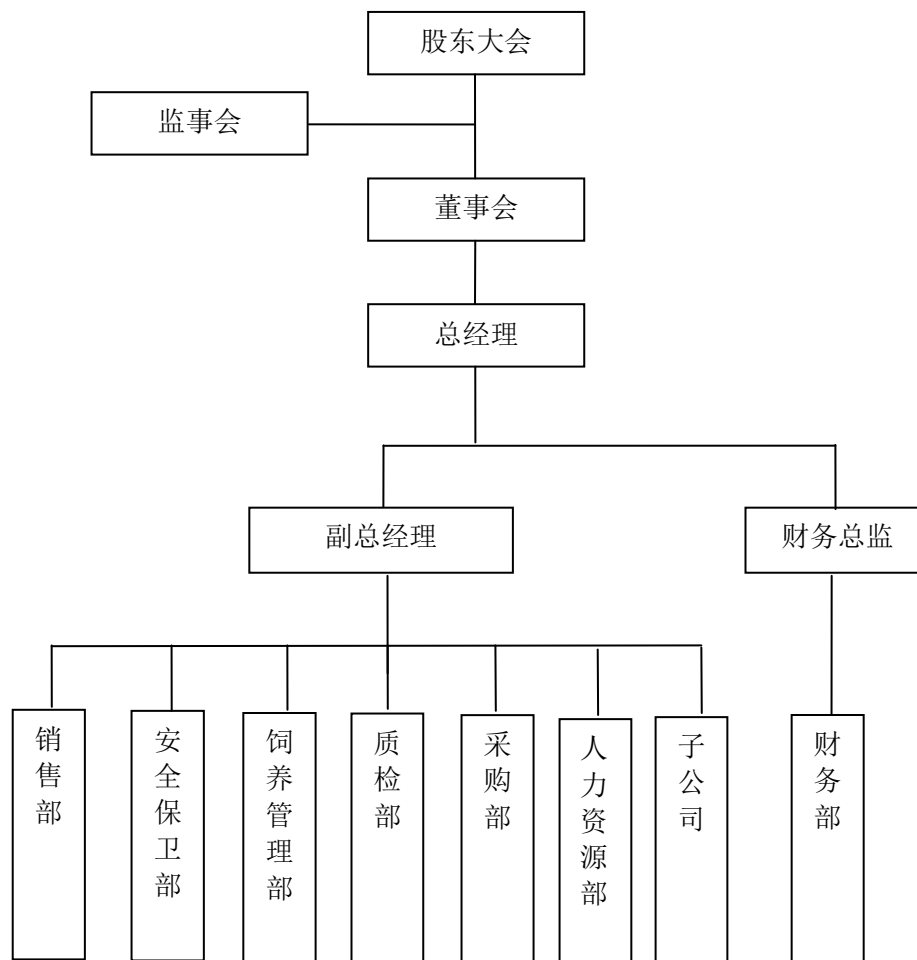 股东大会
监事会
董事会
总经理
副总经理
财务总监
销售部
安全保卫部
饲养管理部
质检部
采购部
人力资源部
子公司
财务部